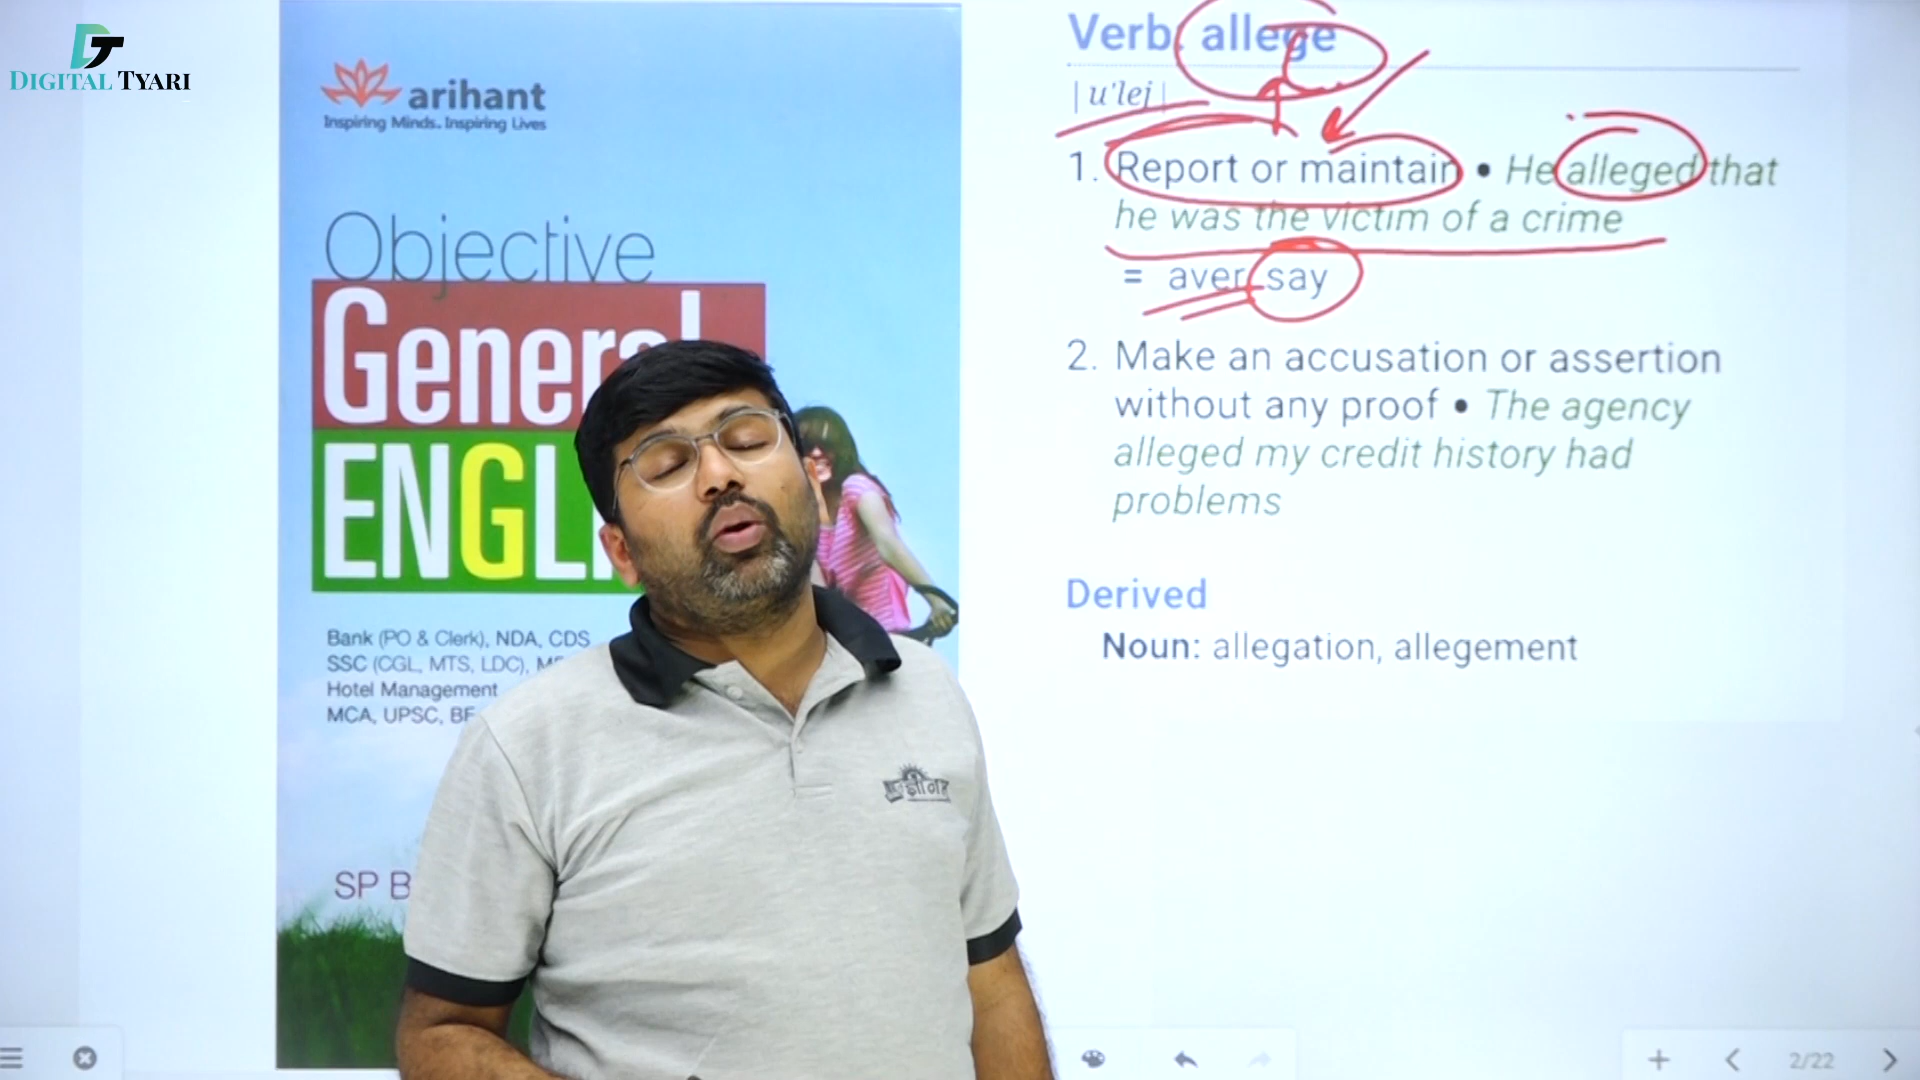 DIGITAL TYARI
arihant
Inspiring Minds. Inspiring Lives
Objective
General
ENGL
Bank (PO & Clerk), NDA, CDS
SSC (CGL, MTS, LDC),
Hotel Management
MCA, UPSC,
SP B
Verb: allege
|u'lej|
1. Report or maintain • He alleged that
he was the victim of a crime
= aver, say
2. Make an accusation or assertion
without any proof • The agency
alleged my credit history had
problems
Derived
Noun: allegation, allegement
2/22